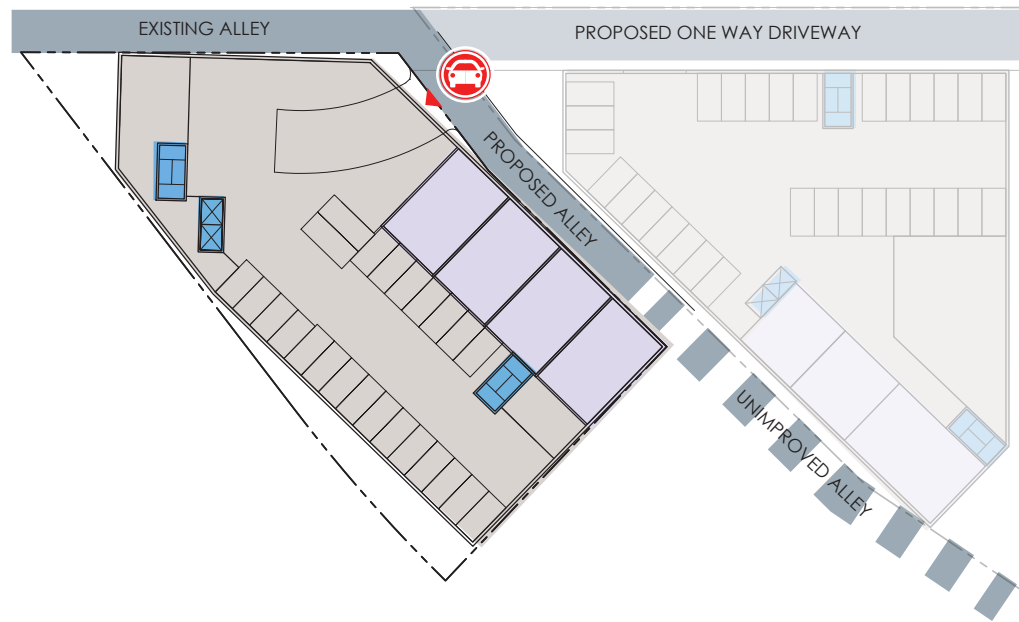 EXISTING ALLEY
PROPOSED ONE WAY DRIVEWAY
PROPOSED ALLEY
UNIMPROVED ALLEY